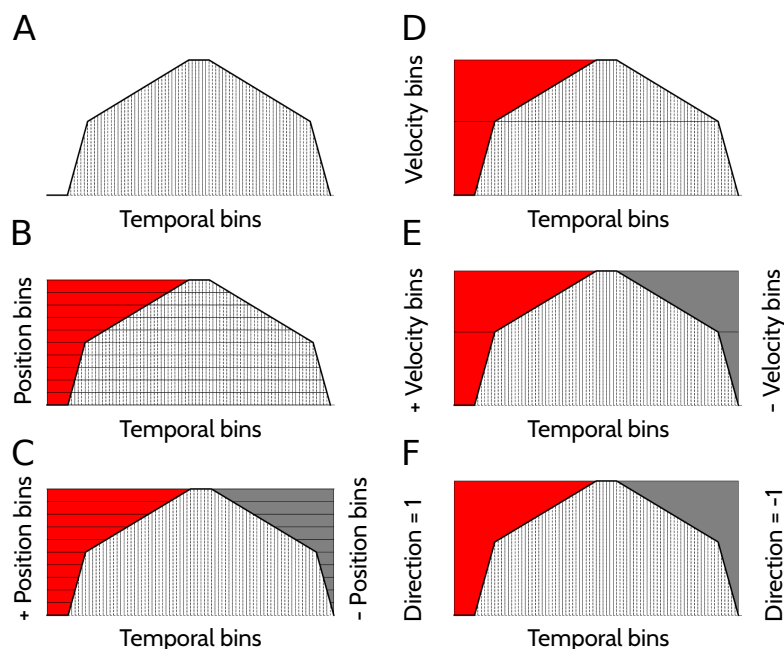 A
Temporal bins
B
Position bins
Temporal bins
C
+ Position bins
- Position bins
Temporal bins
D
Velocity bins
Temporal bins
E
+ Velocity bins
- Velocity bins
Temporal bins
F
Direction = 1
Direction = -1
Temporal bins